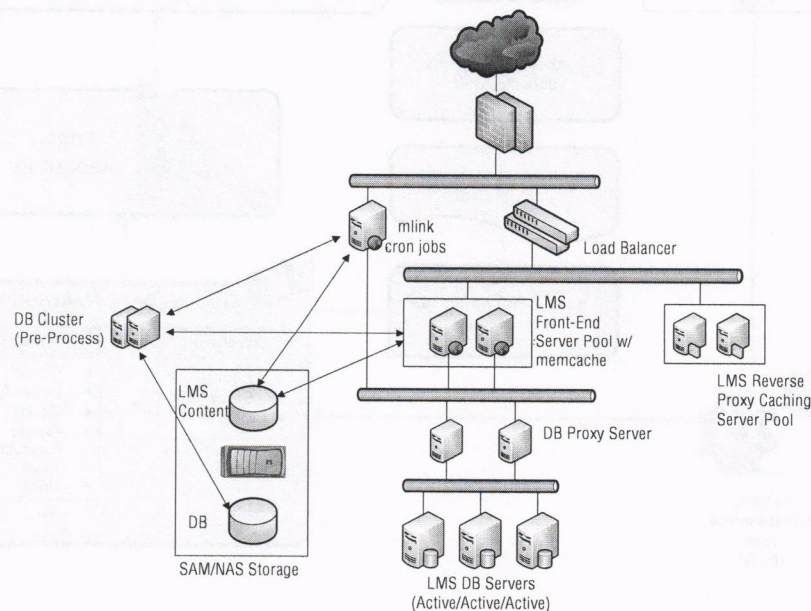 mlink
cron jobs
Load Balancer
DB Cluster
(Pre-Process)
LMS
Front-End
Server Pool w/
memcache
LMS
Content
LMS Reverse
Proxy Caching
Server Pool
DB Proxy Server
DB
SAM/NAS Storage
LMS DB Servers
(Active/Active/Active)